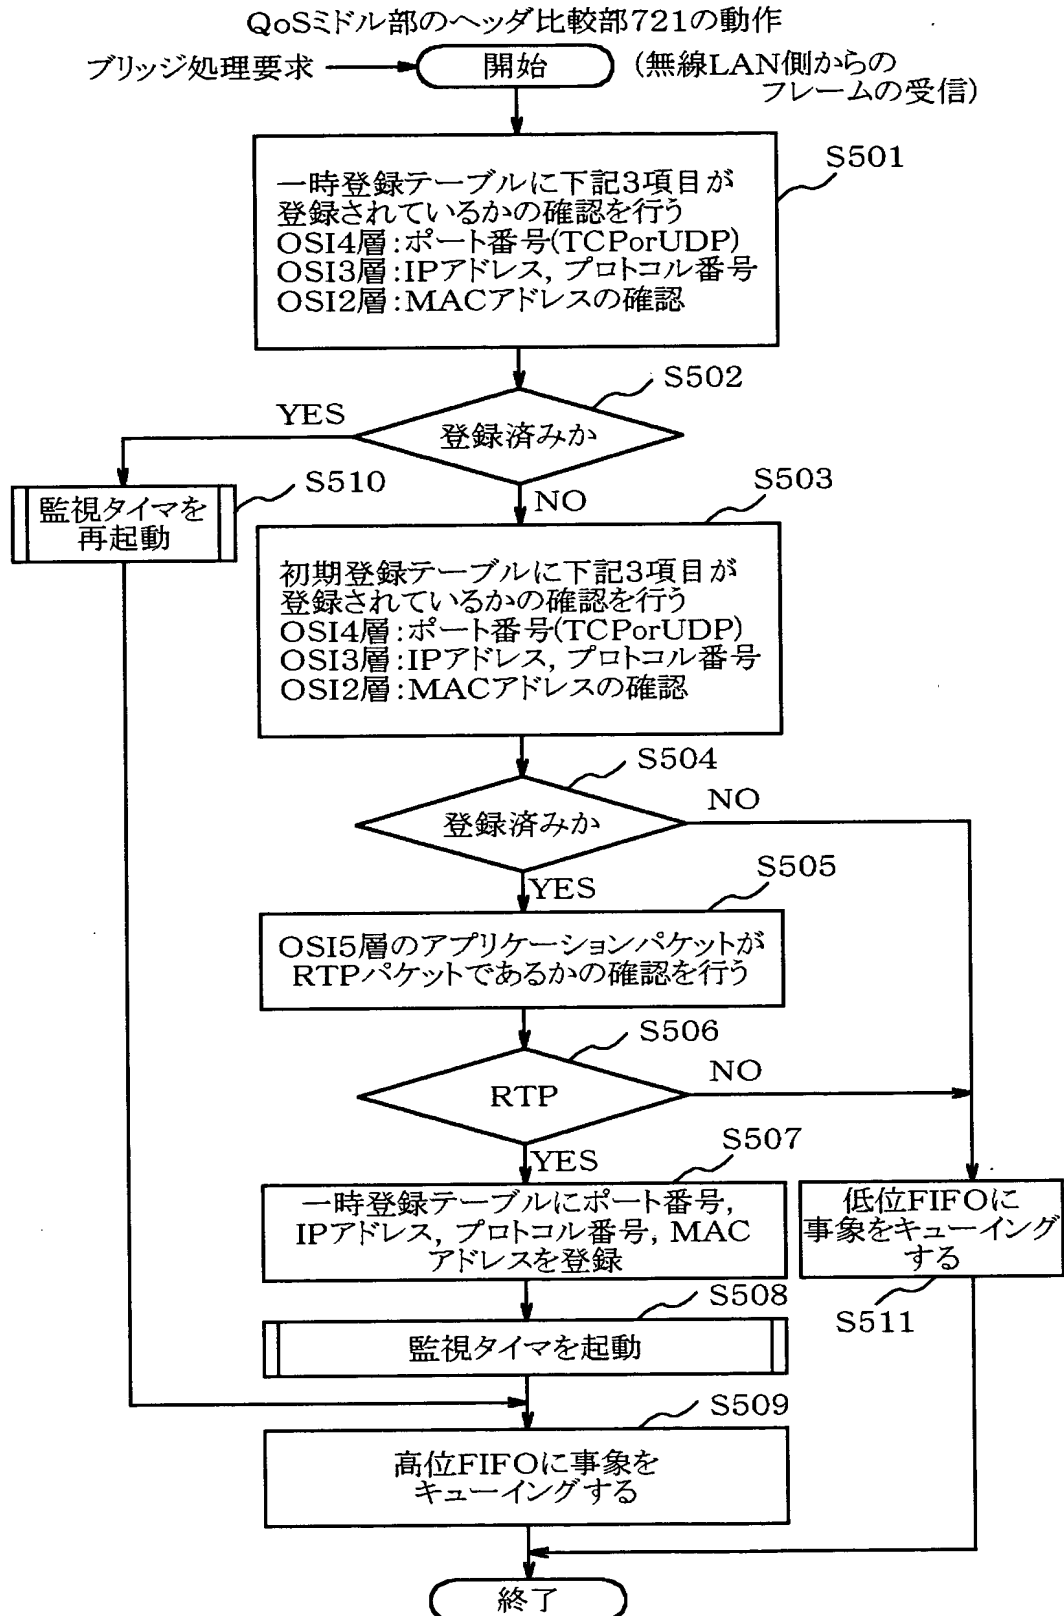 QoSミドル部のヘッダ比較部721の動作
ブリッジ処理要求
開始
(無線LAN側からの
フレームの受信)
S501
一時登録テーブルに下記3項目が
登録されているかの確認を行う
OSI4層:ポート番号(TCPorUDP)
OSI3層:IPアドレス, プロトコル番号
OSI2層:MACアドレスの確認
S502
YES
登録済みか
S510
監視タイマを
再起動
NO
S503
初期登録テーブルに下記3項目が
登録されているかの確認を行う
OSI4層:ポート番号(TCPorUDP)
OSI3層:IPアドレス, プロトコル番号
OSI2層:MACアドレスの確認
S504
NO
登録済みか
YES
S505
OSI5層のアプリケーションパケットが
RTPパケットであるかの確認を行う
S506
NO
RTP
YES
S507
一時登録テーブルにポート番号,
IPアドレス, プロトコル番号, MAC
アドレスを登録
低位FIFOに
事象をキューイング
する
S511
S508
監視タイマを起動
S509
高位FIFOに事象を
キューイングする
終了